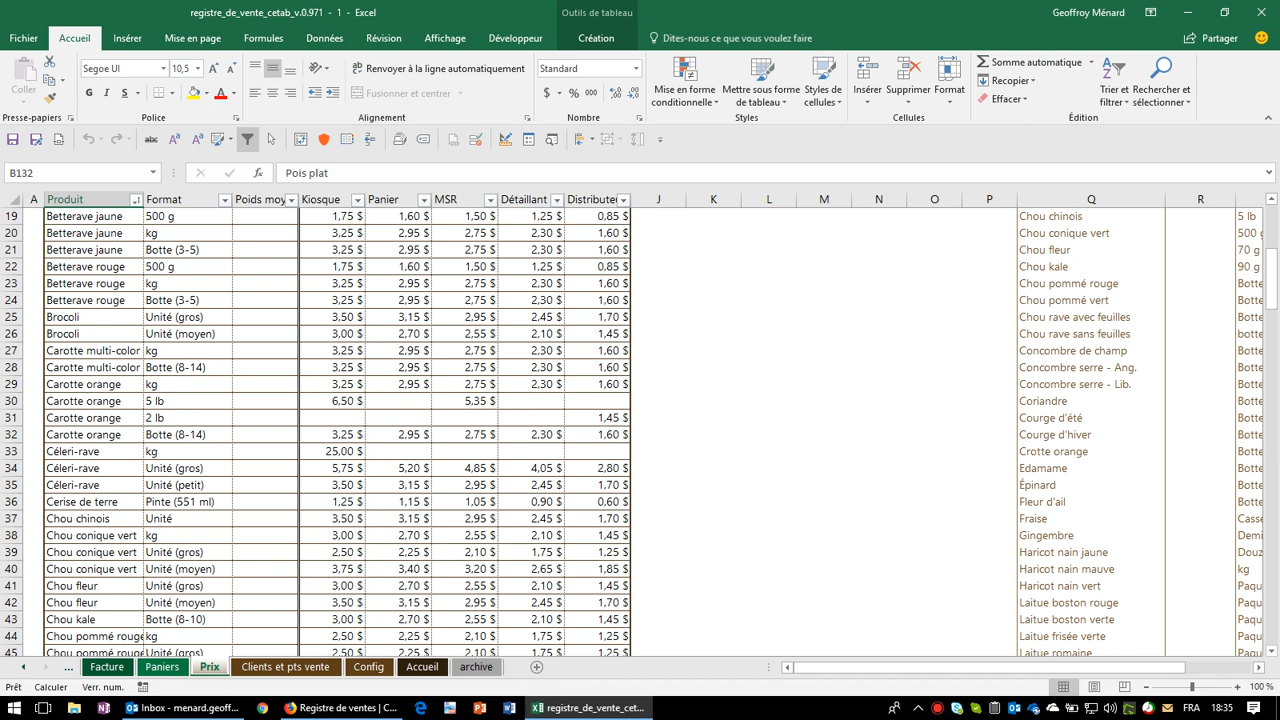 registre_de_vente_cetab_v.0.971 - 1 - Excel
Outils de tableau
Geoffroy Ménard
Fichier Accueil Insérer Mise en page Formules Données Révision Affichage Développeur Création Dites-nous ce que vous voulez faire Partager
Coller
Segoe UI 10,5
G I S
Renvoyer à la ligne automatiquement
Fusionner et centrer
Standard
$ % 000
Mise en forme conditionnelle
Mettre sous forme de tableau
Styles de cellules
Insérer Supprimer Format
Somme automatique
Recopier
Effacer
Trier et filtrer
Rechercher et sélectionner
Presse-papiers Police Alignement Nombre Styles Cellules Édition
B132 fx Pois plat
A Produit Format Poids moy Kiosque Panier MSR Détaillant Distributeu J K L M N O P Q R
19 Betterave jaune 500 g 1,75 $ 1,60 $ 1,50 $ 1,25 $ 0,85 $ Chou chinois 5 lb
20 Betterave jaune kg 3,25 $ 2,95 $ 2,75 $ 2,30 $ 1,60 $ Chou conique vert 500 g
21 Betterave jaune Botte (3-5) 3,25 $ 2,95 $ 2,75 $ 2,30 $ 1,60 $ Chou fleur 70 g
22 Betterave rouge 500 g 1,75 $ 1,60 $ 1,50 $ 1,25 $ 0,85 $ Chou kale 90 g
23 Betterave rouge kg 3,25 $ 2,95 $ 2,75 $ 2,30 $ 1,60 $ Chou pommé rouge Botte
24 Betterave rouge Botte (3-5) 3,25 $ 2,95 $ 2,75 $ 2,30 $ 1,60 $ Chou pommé vert Botte
25 Brocoli Unité (gros) 3,50 $ 3,15 $ 2,95 $ 2,45 $ 1,70 $ Chou rave avec feuilles Botte
26 Brocoli Unité (moyen) 3,00 $ 2,70 $ 2,55 $ 2,10 $ 1,45 $ Chou rave sans feuilles botte
27 Carotte multi-color kg 3,25 $ 2,95 $ 2,75 $ 2,30 $ 1,60 $ Concombre de champ Botte
28 Carotte multi-color Botte (8-14) 3,25 $ 2,95 $ 2,75 $ 2,30 $ 1,60 $ Concombre serre - Ang. Botte
29 Carotte orange kg 3,25 $ 2,95 $ 2,75 $ 2,30 $ 1,60 $ Concombre serre - Lib. Botte
30 Carotte orange 5 lb 6,50 $ 5,35 $ Coriandre Botte
31 Carotte orange 2 lb 1,45 $ Courge d'été Botte
32 Carotte orange Botte (8-14) 3,25 $ 2,95 $ 2,75 $ 2,30 $ 1,60 $ Courge d'hiver Botte
33 Céleri-rave kg 25,00 $ Crotte orange Botte
34 Céleri-rave Unité (gros) 5,75 $ 5,20 $ 4,85 $ 4,05 $ 2,80 $ Edamame Botte
35 Céleri-rave Unité (petit) 3,50 $ 3,15 $ 2,95 $ 2,45 $ 1,70 $ Épinard Botte
36 Cerise de terre Pinte (551 ml) 1,25 $ 1,15 $ 1,05 $ 0,90 $ 0,60 $ Fleur d'ail Botte
37 Chou chinois Unité 3,50 $ 3,15 $ 2,95 $ 2,45 $ 1,70 $ Fraise Casse
38 Chou conique vert kg 3,00 $ 2,70 $ 2,55 $ 2,10 $ 1,45 $ Gingembre Demi
39 Chou conique vert Unité (gros) 2,50 $ 2,25 $ 2,10 $ 1,75 $ 1,25 $ Haricot nain jaune Douz
40 Chou conique vert Unité (moyen) 3,75 $ 3,40 $ 3,20 $ 2,65 $ 1,85 $ Haricot nain mauve kg
41 Chou fleur Unité (gros) 3,00 $ 2,70 $ 2,55 $ 2,10 $ 1,45 $ Haricot nain vert Paqu
42 Chou fleur Unité (moyen) 3,50 $ 3,15 $ 2,95 $ 2,45 $ 1,70 $ Laitue boston rouge Paqu
43 Chou kale Botte (8-10) 3,00 $ 2,70 $ 2,55 $ 2,10 $ 1,45 $ Laitue boston verte Paqu
44 Chou pommé rouge kg 2,50 $ 2,25 $ 2,10 $ 1,75 $ 1,25 $ Laitue frisée verte Paqu
45 Chou pommé rouge Unité (gros) 2,50 $ 2,25 $ 2,10 $ 1,75 $ 1,25 $ Laitue romaine Paqu
... Facture Paniers Prix Clients et pts vente Config Accueil archive
Prêt Calculer Verr. num. 100 %
Inbox - menard.geoff... Registre de ventes | C... registre_de_vente_cet... FRA 18:35